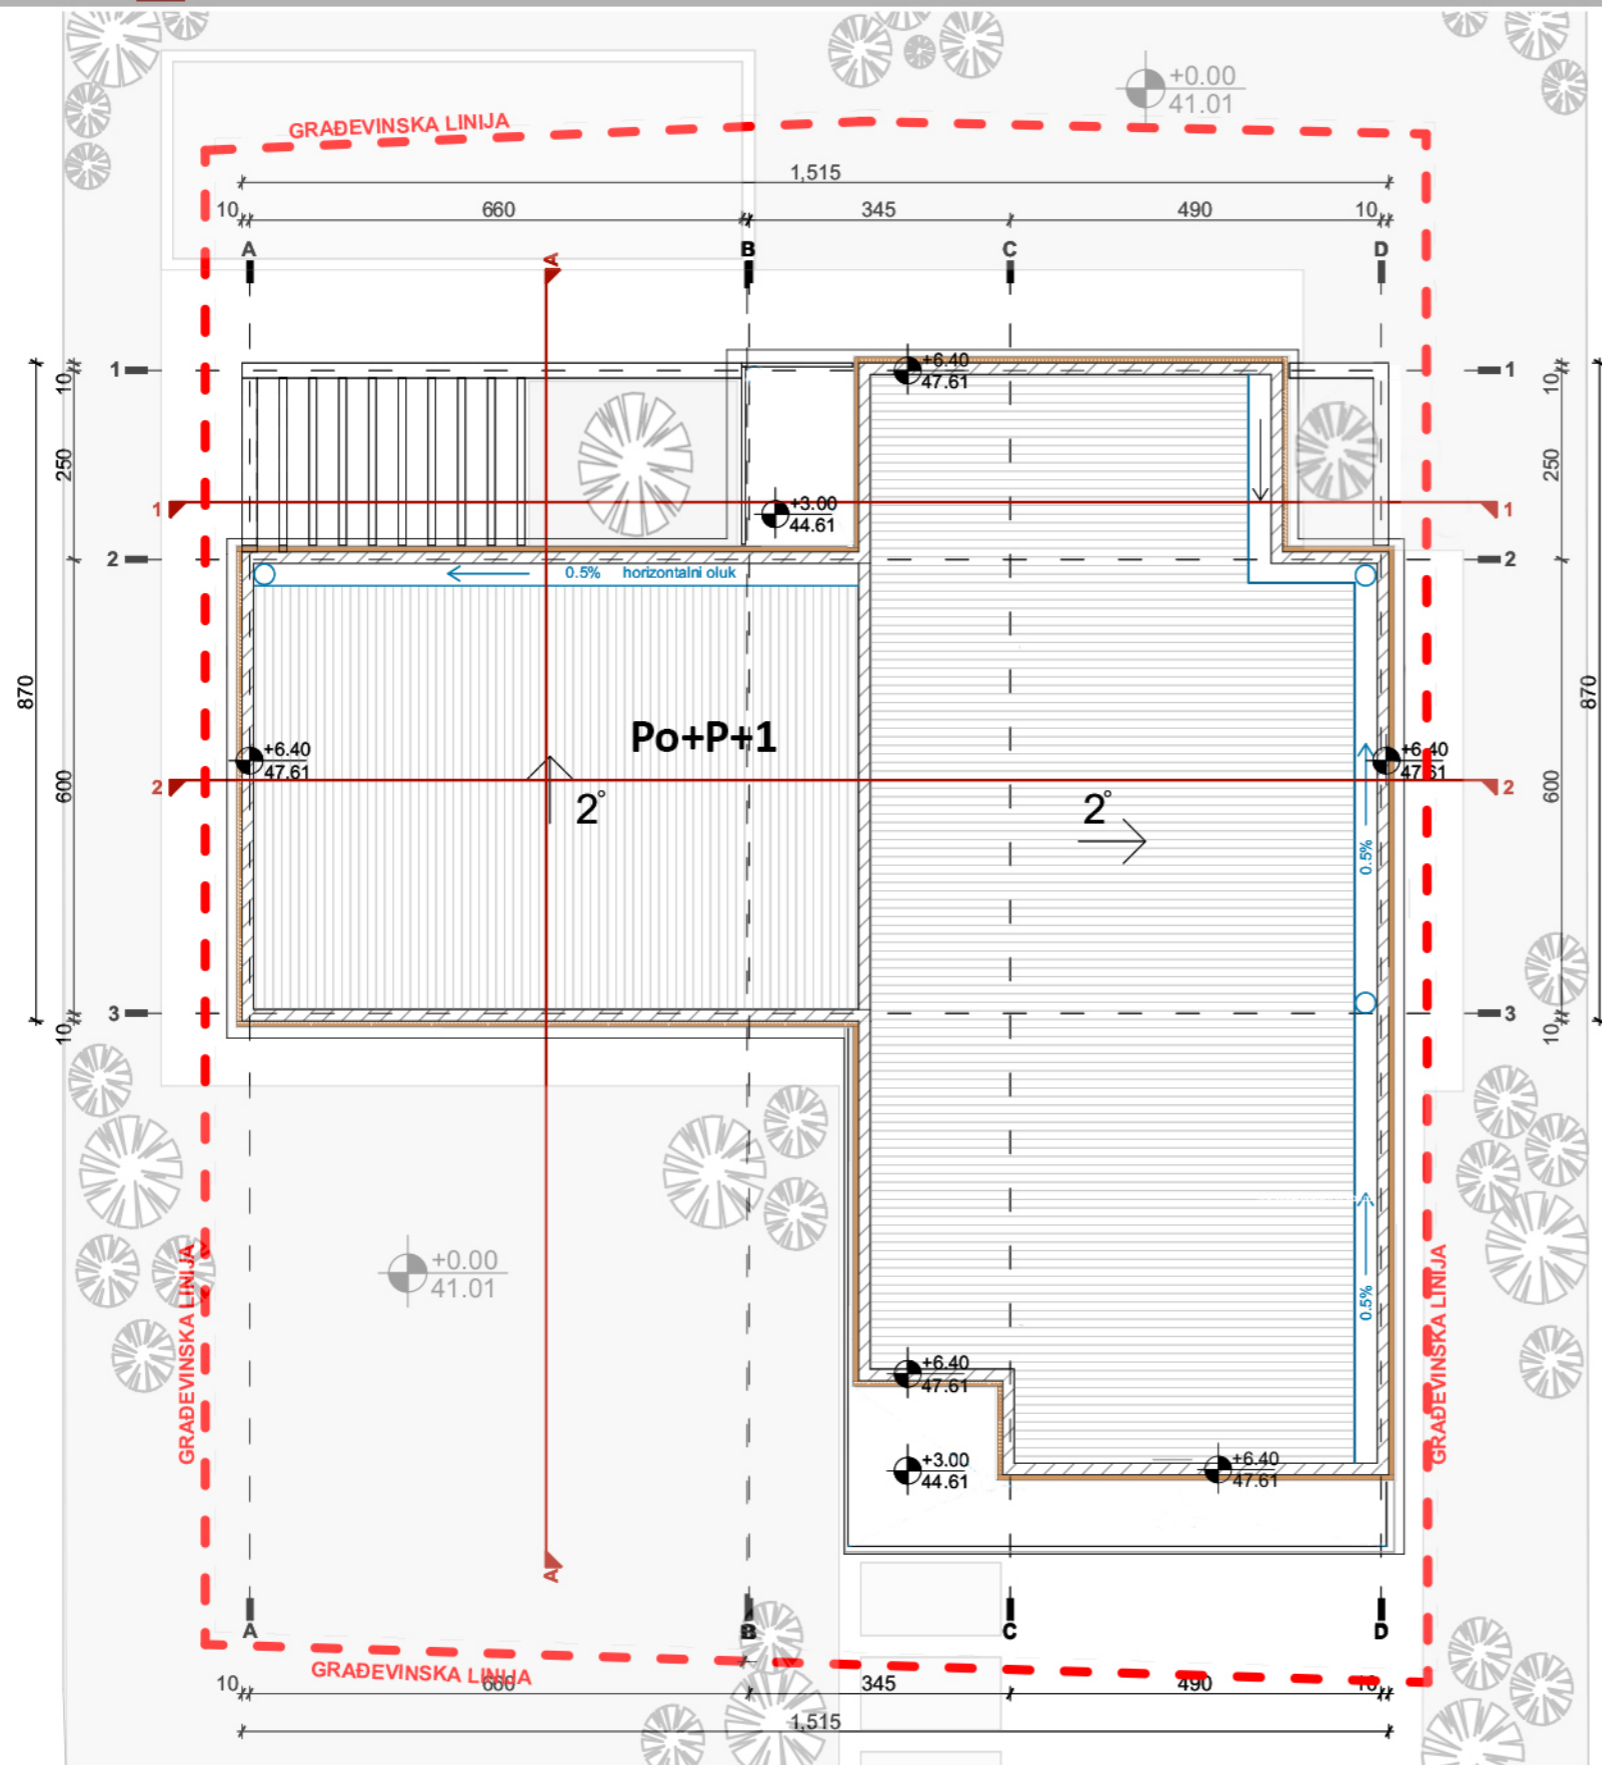 +0.00
41.01
GRAĐEVINSKA LINIJA
1,515
10 660 345 490 10
A A B C D
1 +6.40 1
47.61
10 10
250 250
+3.00
44.61
1 1
2 2
0.5% horizontalni oluk
870 870
Po+P+1
+6.40 +6.40
47.61 47.61
2 2
600 2° 2° 600
0.5%
3 3
10 10
GRAĐEVINSKA LINIJA
+0.00
41.01
GRAĐEVINSKA LINIJA
0.5%
+6.40
47.61
+3.00
44.61
+6.40
47.61
A
A B C D
GRAĐEVINSKA LINIJA
10 600 345 490 10
1,515